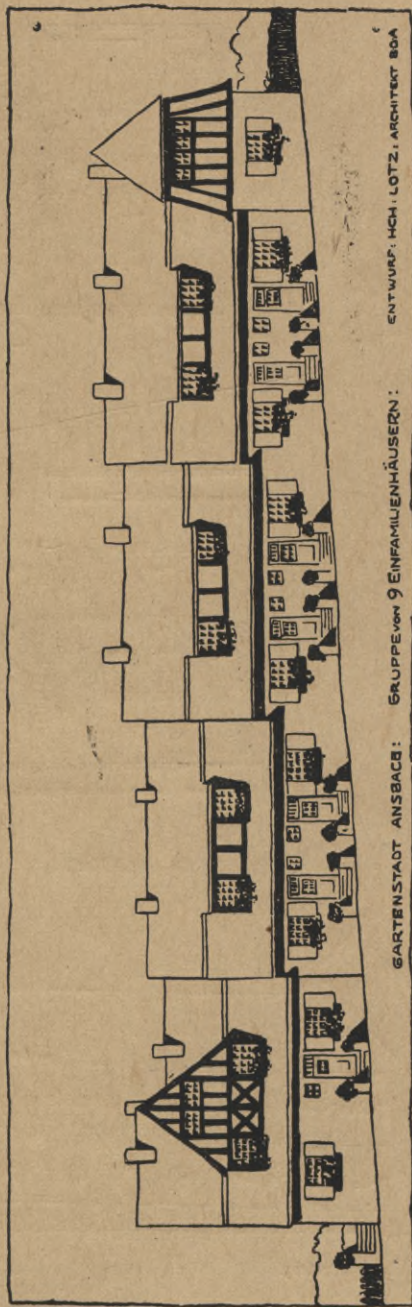 GARTENSTADT ANSBACH: GRUPPE VON 9 EINFAMILIENHÄUSERN: ENTWURF: HCH: LOTZ, ARCHITEKT BDA